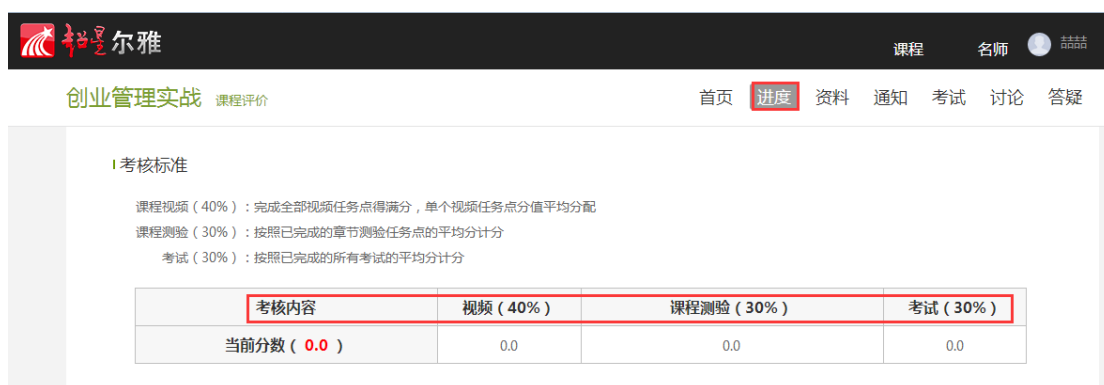 超星尔雅
课程 名师 喆喆
创业管理实战 课程评价
首页 进度 资料 通知 考试 讨论 答疑
考核标准
课程视频（40%）：完成全部视频任务点得满分，单个视频任务点分值平均分配
课程测验（30%）：按照已完成的章节测验任务点的平均分计分
考试（30%）：按照已完成的所有考试的平均分计分
考核内容 视频（40%） 课程测验（30%） 考试（30%）
当前分数（ 0.0 ） 0.0 0.0 0.0